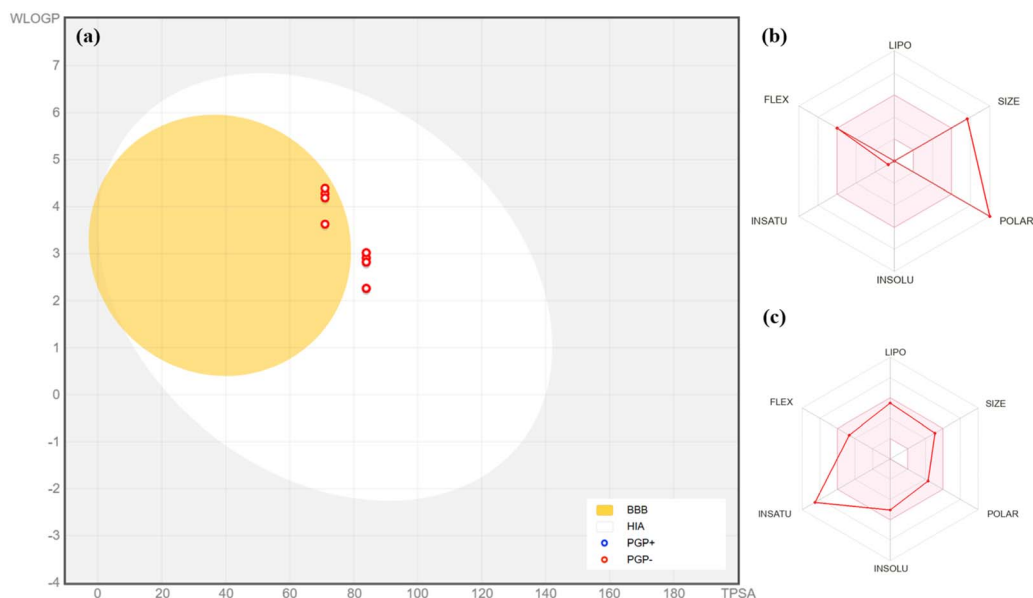 WLOGP
(a)
7
6
5
4
3
2
1
0
-1
-2
-3
-4
0
20
40
60
80
100
120
140
160
180
TPSA
BBB
HIA
PGP+
PGP-
(b)
LIPO
FLEX
SIZE
INSATU
POLAR
INSOLU
(c)
LIPO
FLEX
SIZE
INSATU
POLAR
INSOLU